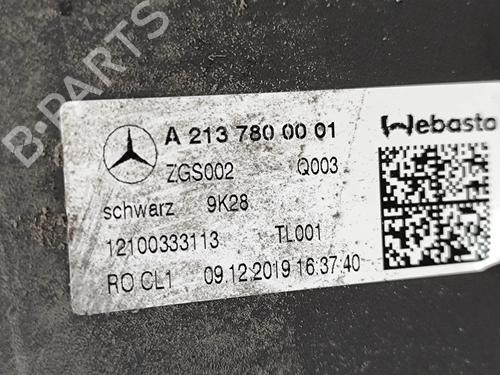 A 213 780 00 01
Webasto
ZGS002 Q003
schwarz 9K28
12100333113 TL001
RO CL1 09.12.2019 16:37:40
B-PARTS